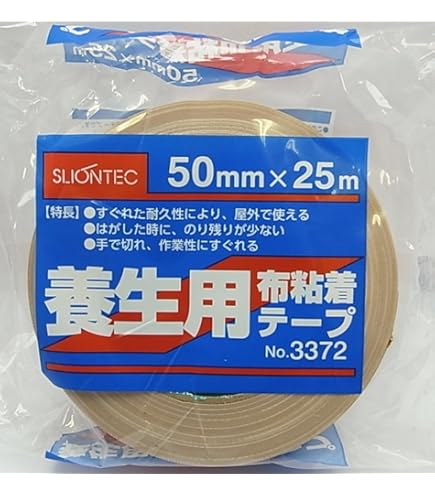 SLIONTEC
50mm×25m
【特長】●すぐれた耐久性により、屋外で使える
●はがした時に、のり残りが少ない
●手で切れ、作業性にすぐれる
養生用
布粘着
テープ
No.3372